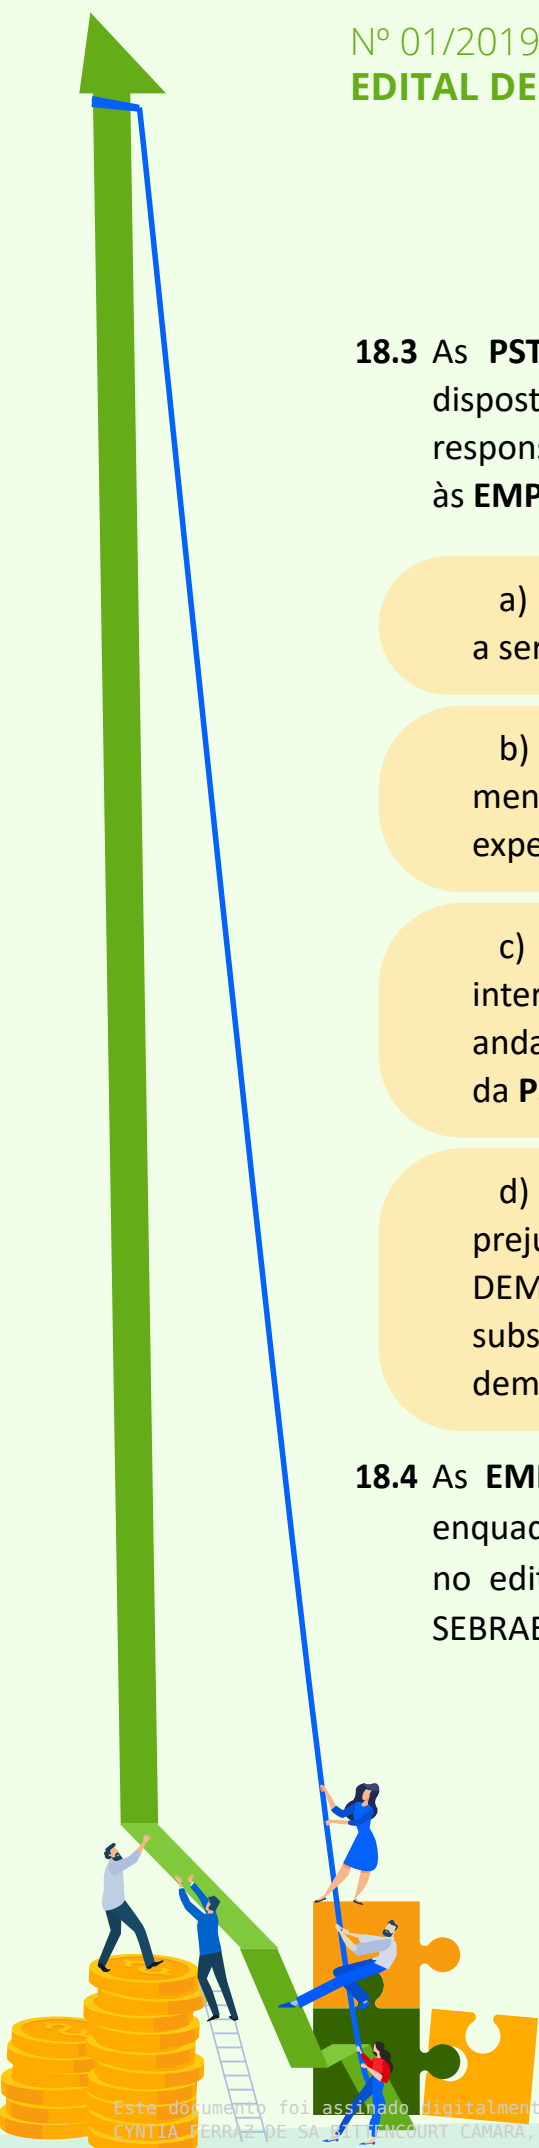 Nº 01/2019
EDITAL DE
18.3 As PST
dispost
respon
às EMP
a)
a ser
b)
men
expe
c)
inter
anda
da P
d)
preju
DEM
subs
dem
18.4 As EM
enquad
no edit
SEBRAE
Este documento foi assinado digitalment
CYNTIA FERRAZ DE SA BITTENCOURT CAMARA,